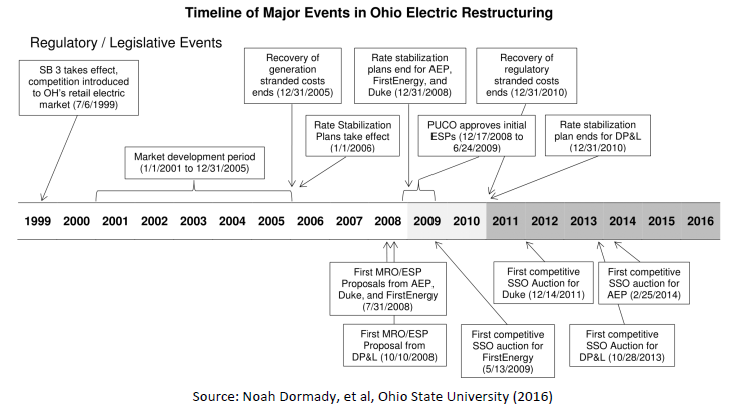 Timeline of Major Events in Ohio Electric Restructuring
Regulatory / Legislative Events
SB 3 takes effect,
competition introduced
to OH's retail electric
market (7/6/1999)
Recovery of
generation
stranded costs
ends (12/31/2005)
Rate stabilization
plans end for AEP,
FirstEnergy, and
Duke (12/31/2008)
Recovery of
regulatory
stranded costs
ends (12/31/2010)
Market development period
(1/1/2001 to 12/31/2005)
Rate Stabilization
Plans take effect
(1/1/2006)
PUCO approves initial
ESPs (12/17/2008 to
6/24/2009)
Rate stabilization
plan ends for DP&L
(12/31/2010)
1999 2000 2001 2002 2003 2004 2005 2006 2007 2008 2009 2010 2011 2012 2013 2014 2015 2016
First MRO/ESP
Proposals from AEP,
Duke, and FirstEnergy
(7/31/2008)
First competitive
SSO Auction for
Duke (12/14/2011)
First competitive
SSO auction for
AEP (2/25/2014)
First MRO/ESP
Proposal from
DP&L (10/10/2008)
First competitive
SSO auction for
FirstEnergy
(5/13/2009)
First competitive
SSO Auction for
DP&L (10/28/2013)
Source: Noah Dormady, et al, Ohio State University (2016)